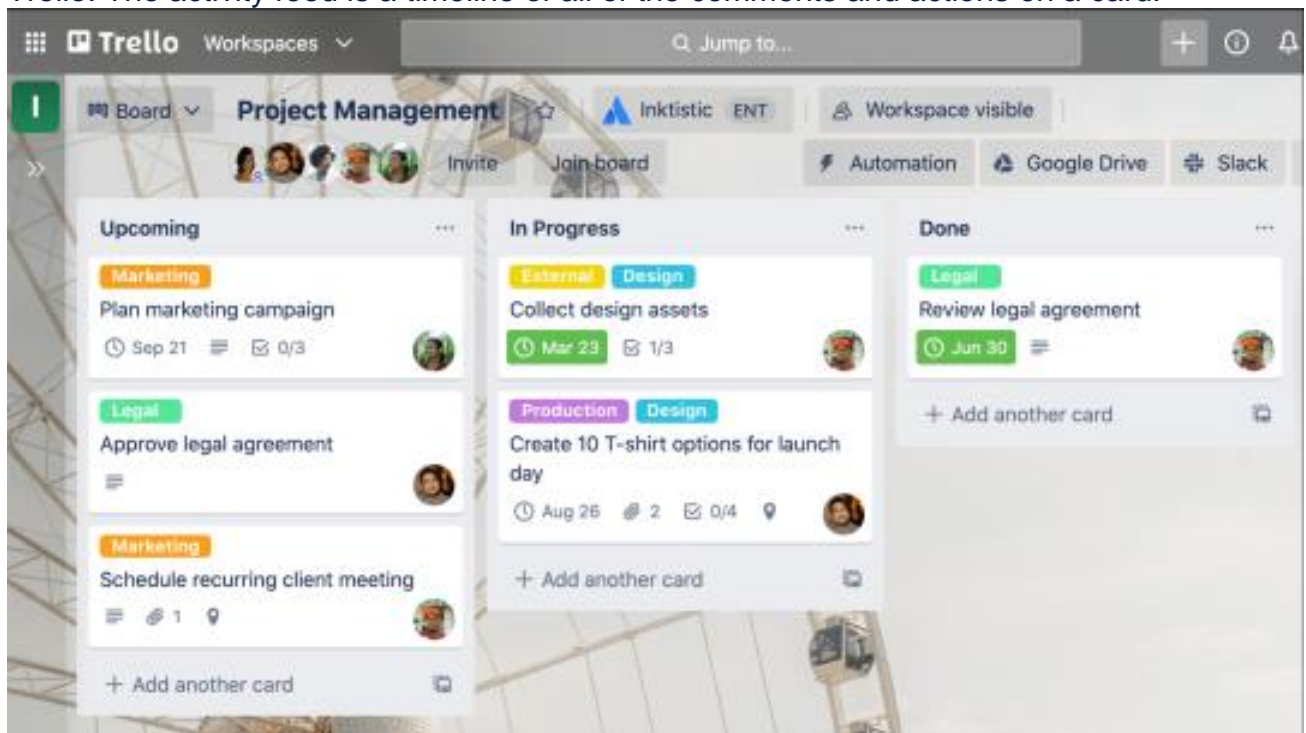 Trello. The activity feed is a timeline of all of the comments and actions on a card.
Trello Workspaces Jump to...
I Board Project Management Inktistic ENT Workspace visible
Invite Join board Automation Google Drive Slack
Upcoming
Marketing
Plan marketing campaign
Sep 21 0/3
Legal
Approve legal agreement
Marketing
Schedule recurring client meeting
1
+ Add another card
In Progress
External Design
Collect design assets
Mar 23 1/3
Production Design
Create 10 T-shirt options for launch
day
Aug 26 2 0/4
+ Add another card
Done
Legal
Review legal agreement
Jun 30
+ Add another card